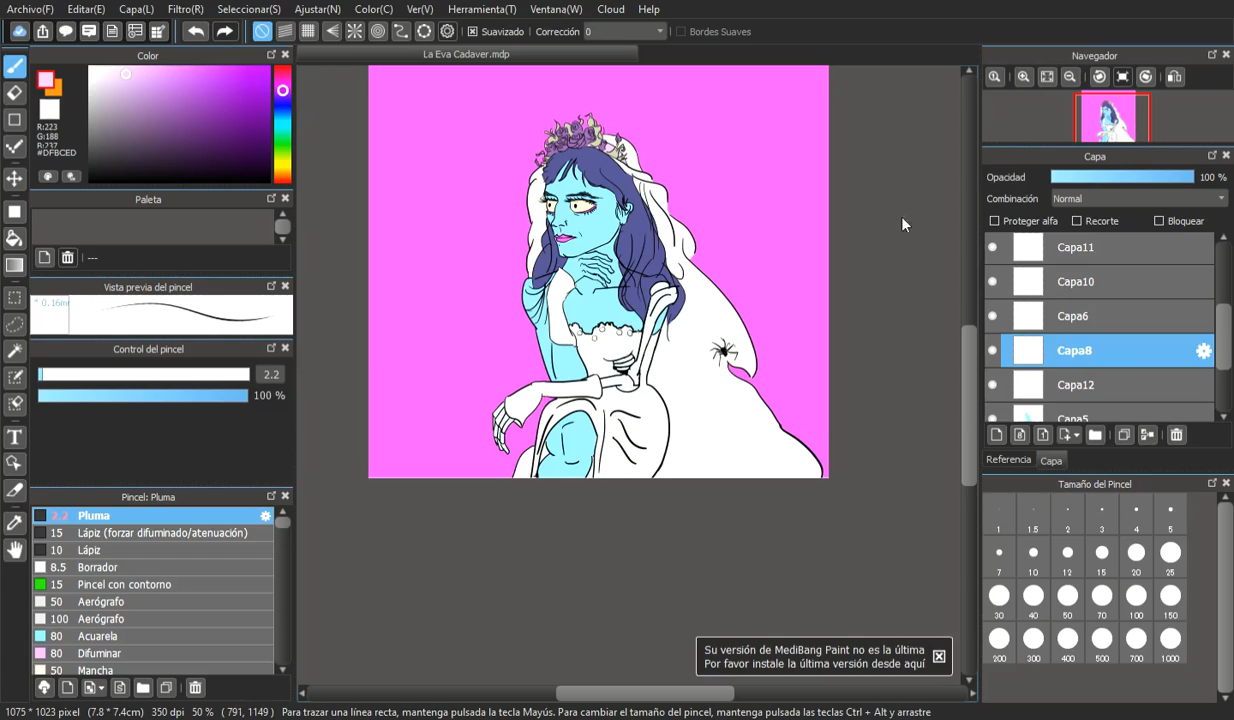 Archivo(F) Editar(E) Capa(L) Filtro(R) Seleccionar(S) Ajustar(N) Color(C) Ver(V) Herramienta(T) Ventana(W) Cloud Help
Suavizado Corrección 0 Bordes Suaves
Color
R:223
G:188
B:237
#DFBCED
Paleta
---
Vista previa del pincel
* 0.16m
Control del pincel
2.2
100 %
Pincel: Pluma
2.2 Pluma
15 Lápiz (forzar difuminado/atenuación)
10 Lápiz
8.5 Borrador
15 Pincel con contorno
50 Aerógrafo
100 Aerógrafo
80 Acuarela
80 Difuminar
50 Mancha
La Eva Cadaver.mdp
Su versión de MediBang Paint no es la última
Por favor instale la última versión desde aquí
Navegador
Capa
Opacidad 100 %
Combinación Normal
Proteger alfa Recorte Bloquear
Capa11
Capa10
Capa6
Capa8
Capa12
Capa5
Referencia Capa
Tamaño del Pincel
1 1.5 2 3 4 5
7 10 12 15 20 25
30 40 50 70 100 150
200 300 400 500 700 1000
1075 * 1023 pixel (7.8 * 7.4cm) 350 dpi 50 % ( 791, 1149 ) Para trazar una línea recta, mantenga pulsada la tecla Mayús. Para cambiar el tamaño del pincel, mantenga pulsadas las teclas Ctrl + Alt y arrastre